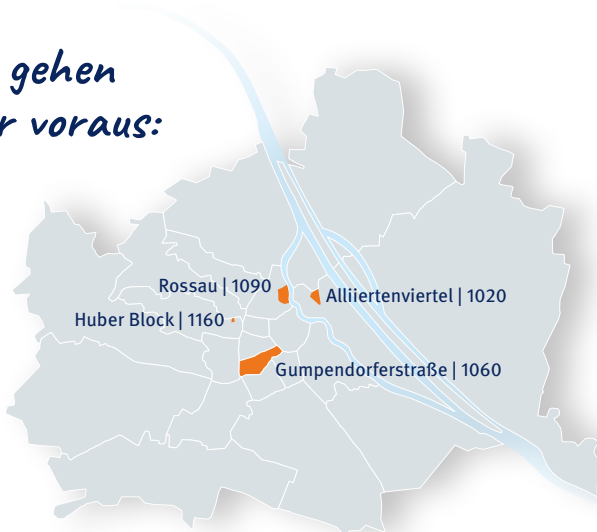 gehen
voraus:
Rossau | 1090
Alliiertenviertel | 1020
Huber Block | 1160
Gumpendorferstraße | 1060